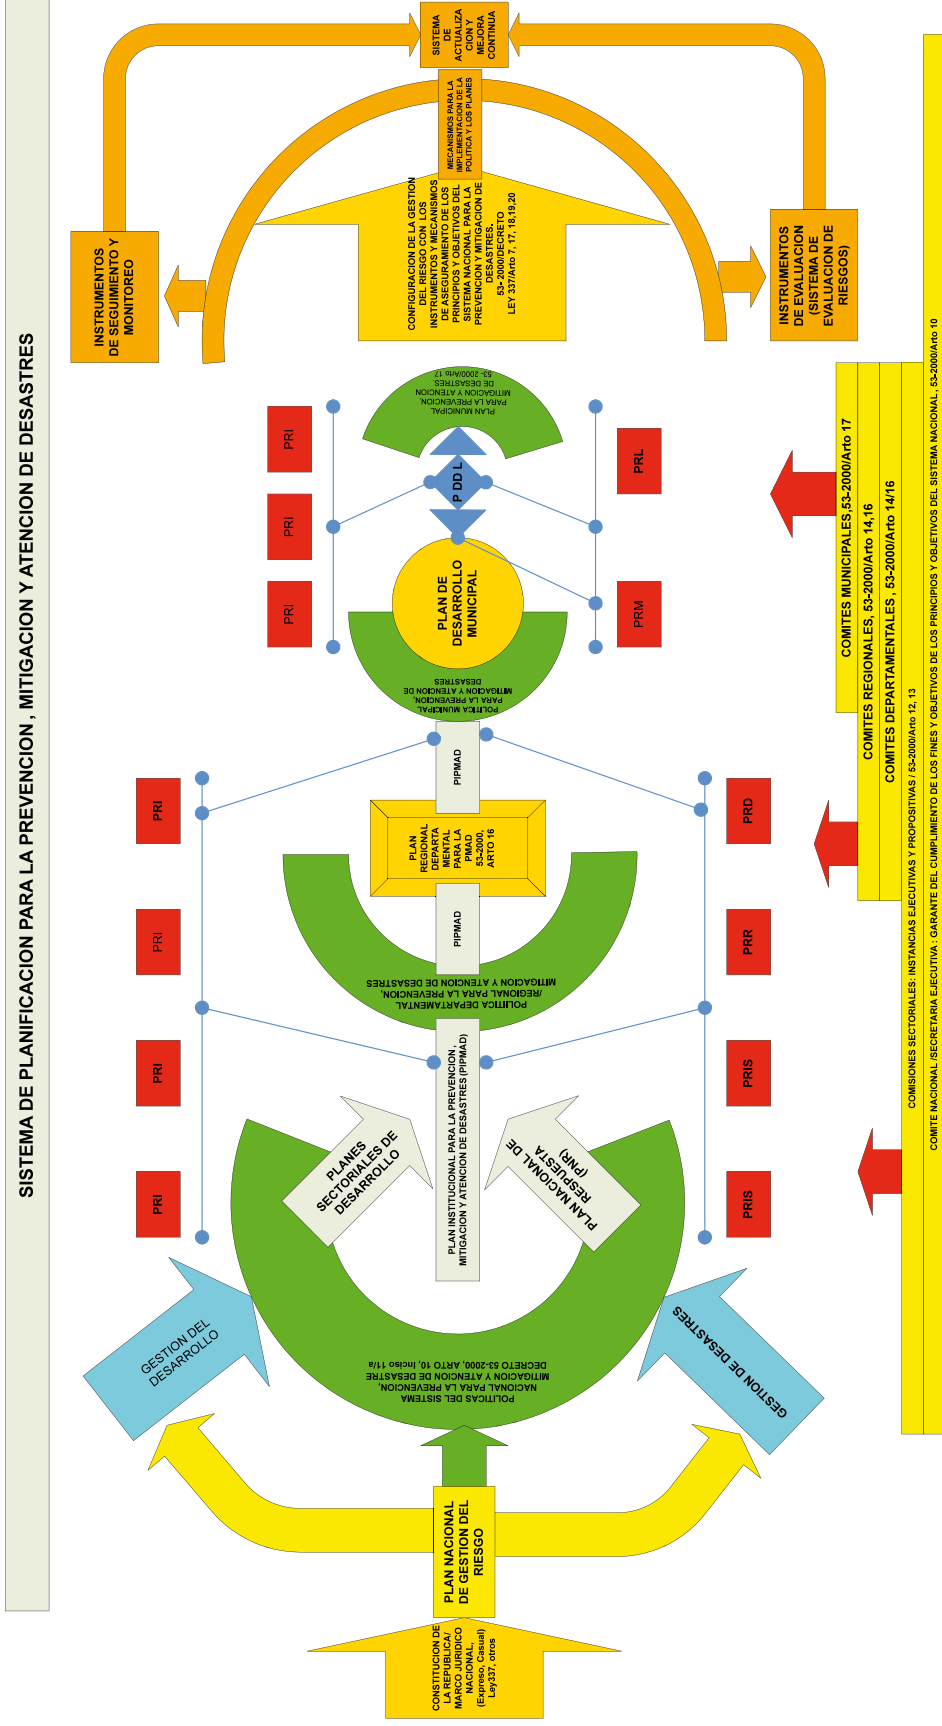 SISTEMA DE PLANIFICACION PARA LA PREVENCION, MITIGACION Y ATENCION DE DESASTRES
CONSTITUCION DE
LA REPUBLICA/
MARCO JURIDICO
NACIONAL,
(Expreso, Casual)
Ley337, otros
PLAN NACIONAL
DE GESTION DEL
RIESGO
GESTION DEL
DESARROLLO
GESTION DE DESASTRES
POLITICAS DEL SISTEMA
NACIONAL PARA LA PREVENCION,
MITIGACION Y ATENCION DE DESASTRE
DECRETO 53-2000, ARTO 10, Inciso 11/a
PLANES
SECTORIALES DE
DESARROLLO
PLAN INSTITUCIONAL PARA LA PREVENCION,
MITIGACION Y ATENCION DE DESASTRES (PIPMAD)
PLAN NACIONAL DE
RESPUESTA
(PNR)
PRI
PRI
PRI
PRI
PRIS
PRIS
PRR
PRD
POLITICA DEPARTAMENTAL
/REGIONAL PARA LA PREVENCION,
MITIGACION Y ATENCION DE DESASTRES
PIPMAD
PLAN
REGIONAL
DEPARTA
MENTAL
PARA LA
PMAD
53-2000,
ARTO 16
PIPMAD
POLITICA MUNICIPAL
PARA LA PREVENCION,
MITIGACION Y ATENCION DE
DESASTRES
PLAN DE
DESARROLLO
MUNICIPAL
P DD L
PRI
PRI
PRI
PRM
PRL
PLAN MUNICIPAL
PARA LA PREVENCION,
MITIGACION Y ATENCION
DE DESASTRES.
53- 2000/Arto 17
CONFIGURACION DE LA GESTION
DEL RIESGO CON LOS
INSTRUMENTOS Y MECANISMOS
DE ASEGURAMIENTO DE LOS
PRINCIPIOS Y OBJETIVOS DEL
SISTEMA NACIONAL PARA LA
PREVENCION Y MITIGACION DE
DESASTRES,
53- 2000/DECRETO
LEY 337/Arto 7, 17, 18,19,20
MECANISMOS PARA LA
IMPLEMENTACION DE LA
POLITICA Y LOS PLANES
INSTRUMENTOS
DE SEGUIMIENTO Y
MONITOREO
SISTEMA
DE
ACTUALIZA
CION Y
MEJORA
CONTINUA
INSTRUMENTOS
DE EVALUACION
(SISTEMA DE
EVALUACION DE
RIESGOS)
COMITES MUNICIPALES,53-2000/Arto 17
COMITES REGIONALES, 53-2000/Arto 14,16
COMITES DEPARTAMENTALES , 53-2000/Arto 14/16
COMISIONES SECTORIALES: INSTANCIAS EJECUTIVAS Y PROPOSITIVAS / 53-2000/Arto 12, 13
COMITE NACIONAL /SECRETARIA EJECUTIVA : GARANTE DEL CUMPLIMIENTO DE LOS FINES Y OBJETIVOS DE LOS PRINCIPIOS Y OBJETIVOS DEL SISTEMA NACIONAL, 53-2000/Arto 10